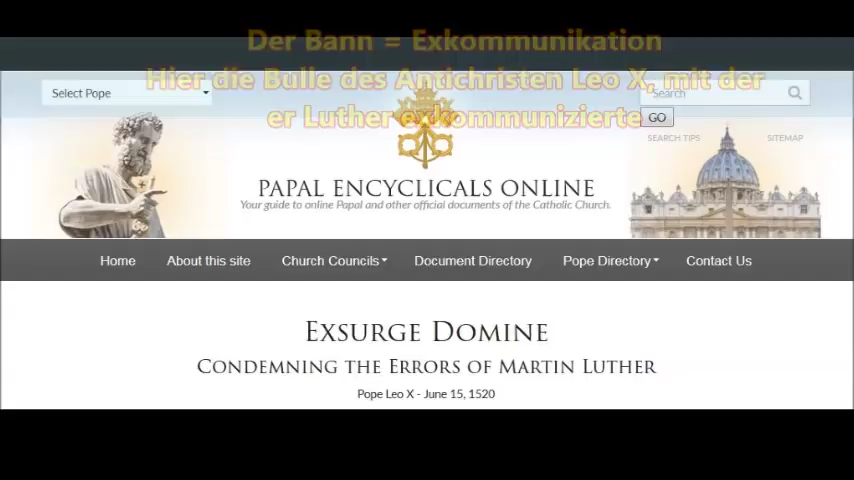 Der Bann = Exkommunikation
Hier die Bulle des Antichristen Leo X, mit der
er Luther exkommunizierte
Select Pope
Search
GO
SEARCH TIPS SITEMAP
PAPAL ENCYCLICALS ONLINE
Your guide to online Papal and other official documents of the Catholic Church.
Home About this site Church Councils Document Directory Pope Directory Contact Us
EXSURGE DOMINE
CONDEMNING THE ERRORS OF MARTIN LUTHER
Pope Leo X - June 15, 1520